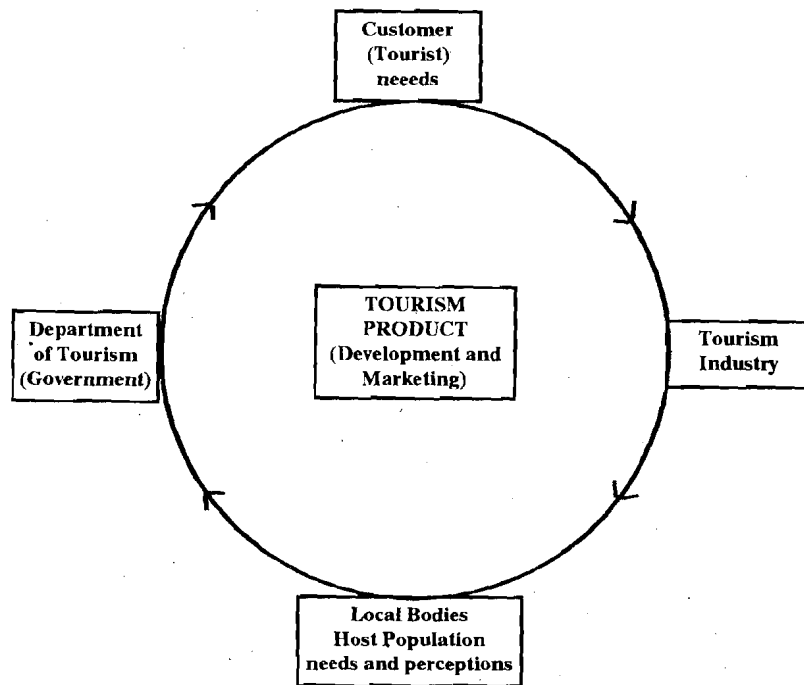 Customer
(Tourist)
neeeds
Department
of Tourism
(Government)
TOURISM
PRODUCT
(Development and
Marketing)
Tourism
Industry
Local Bodies
Host Population
needs and perceptions